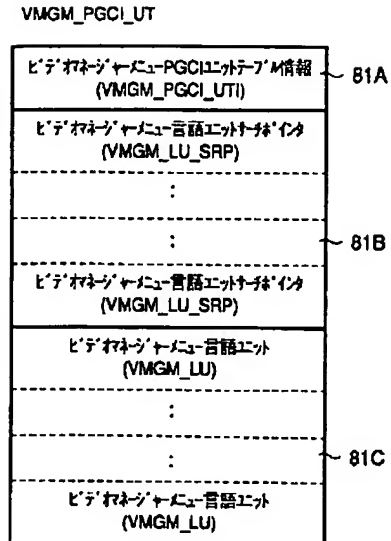 VMGM_PGCI_UT
ビデオマネージャーメニューPGCIユニットテーブル情報
(VMGM_PGCI_UTI)
81A
ビデオマネージャーメニュー言語ユニットサーチポインタ
(VMGM_LU_SRP)
:
:
81B
ビデオマネージャーメニュー言語ユニットサーチポインタ
(VMGM_LU_SRP)
ビデオマネージャーメニュー言語ユニット
(VMGM_LU)
:
:
81C
ビデオマネージャーメニュー言語ユニット
(VMGM_LU)